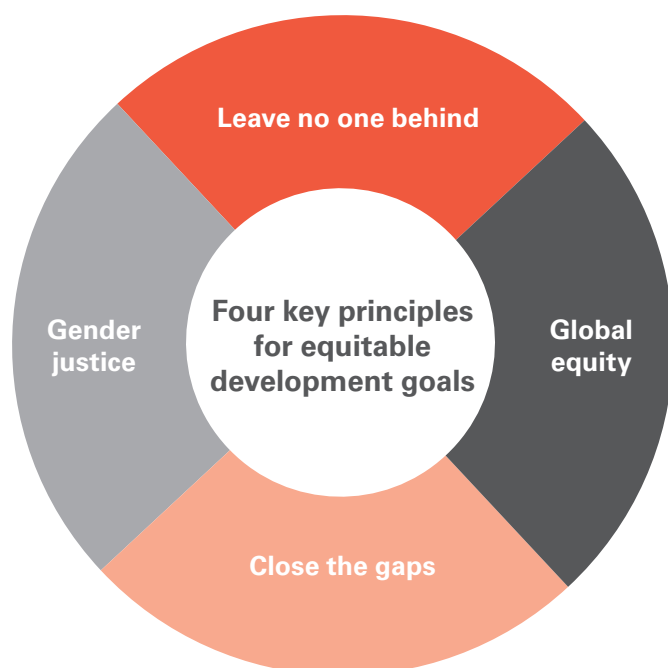 Leave no one behind
Four key principles
for equitable
development goals
Gender
justice
Global
equity
Close the gaps